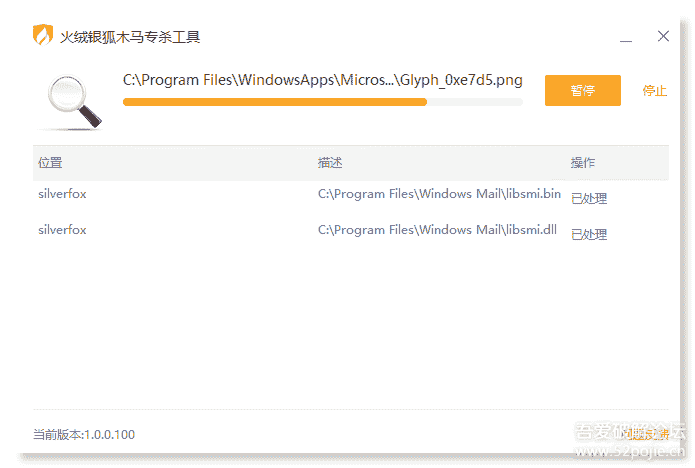 火绒银狐木马专杀工具
C:\Program Files\WindowsApps\Micros...\Glyph_0xe7d5.png
暂停
停止
位置 描述 操作
silverfox C:\Program Files\Windows Mail\libsmi.bin 已处理
silverfox C:\Program Files\Windows Mail\libsmi.dll 已处理
当前版本:1.0.0.100
吾爱破解论坛
www.52pojie.cn